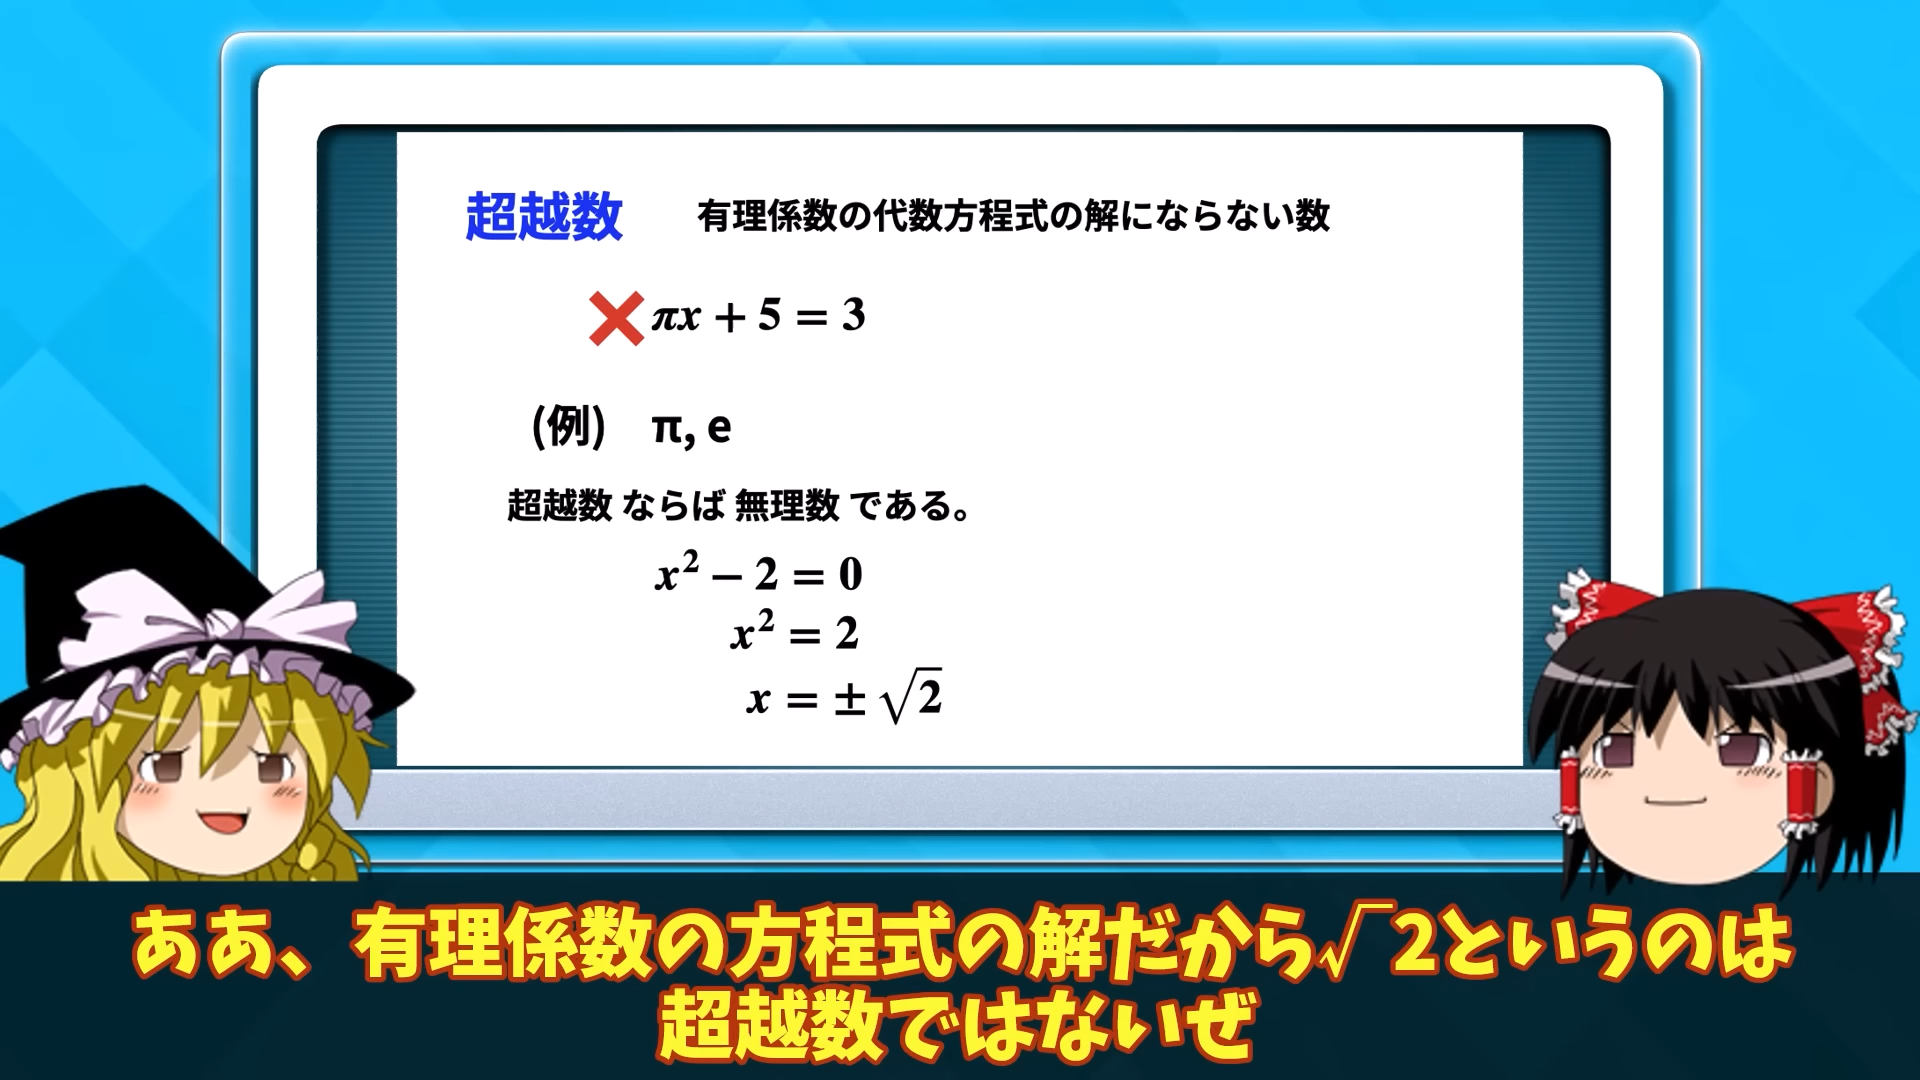 超越数 有理係数の代数方程式の解にならない数
❌ πx + 5 = 3
(例) π, e
超越数 ならば 無理数 である。
x² − 2 = 0
x² = 2
x = ± √2
ああ、有理係数の方程式の解だから√2というのは
超越数ではないぜ